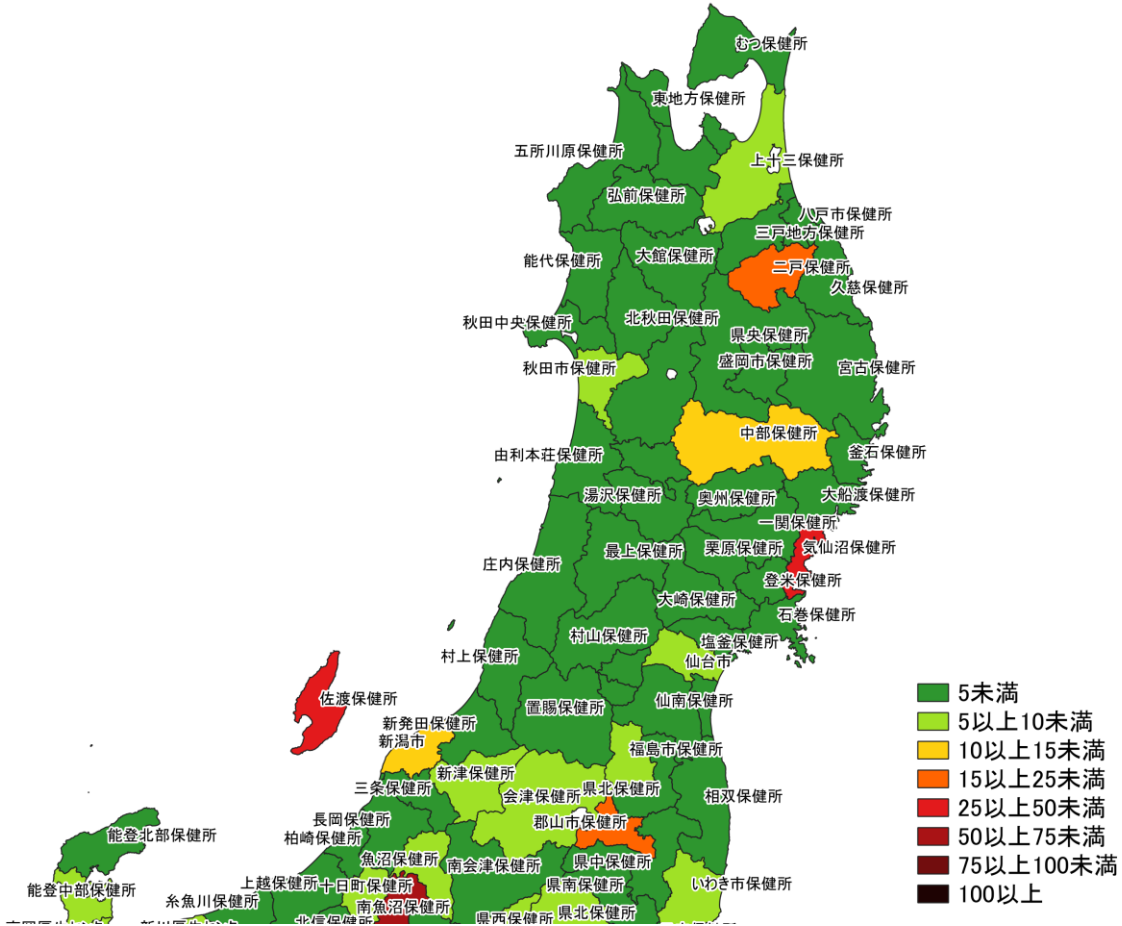 むつ保健所
東地方保健所
五所川原保健所
上十三保健所
弘前保健所
八戸市保健所
三戸地方保健所
大館保健所
能代保健所
二戸保健所
久慈保健所
北秋田保健所
秋田中央保健所
県央保健所
盛岡市保健所
秋田市保健所
宮古保健所
中部保健所
釜石保健所
由利本荘保健所
湯沢保健所
奥州保健所
大船渡保健所
一関保健所
気仙沼保健所
最上保健所
栗原保健所
庄内保健所
登米保健所
大崎保健所
石巻保健所
村山保健所
塩釜保健所
仙台市
村上保健所
佐渡保健所
仙南保健所
置賜保健所
新発田保健所
新潟市
福島市保健所
新津保健所
三条保健所
会津保健所
県北保健所
相双保健所
長岡保健所
郡山市保健所
柏崎保健所
能登北部保健所
魚沼保健所
南会津保健所
県中保健所
上越保健所
十日町保健所
県南保健所
いわき市保健所
能登中部保健所
糸魚川保健所
南魚沼保健所
県西保健所
県北保健所
北信保健所
5未満
5以上10未満
10以上15未満
15以上25未満
25以上50未満
50以上75未満
75以上100未満
100以上